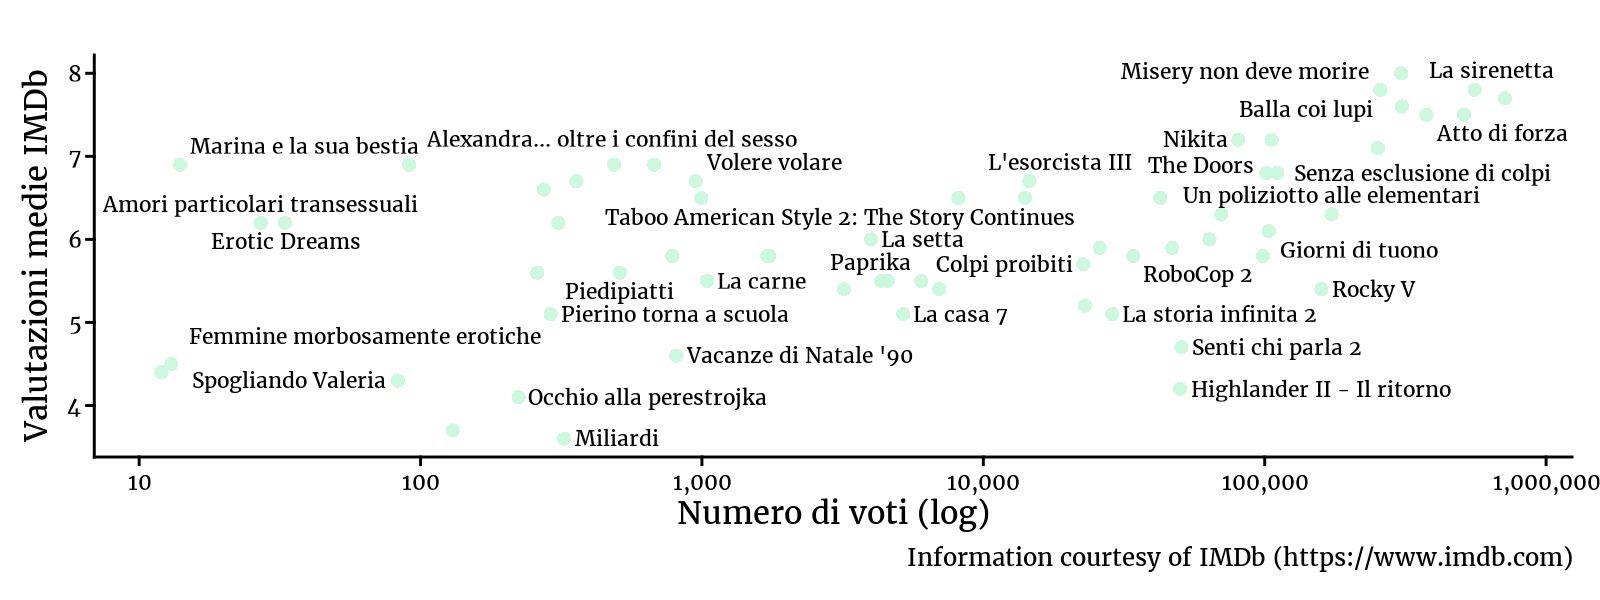 Misery non deve morire
La sirenetta
8
Balla coi lupi
Atto di forza
Marina e la sua bestia
Alexandra... oltre i confini del sesso
Nikita
7
Volere volare
L'esorcista III
The Doors
Senza esclusione di colpi
Amori particolari transessuali
Un poliziotto alle elementari
Taboo American Style 2: The Story Continues
Erotic Dreams
La setta
6
Giorni di tuono
Paprika
Colpi proibiti
RoboCop 2
La carne
Piedipiatti
Rocky V
Pierino torna a scuola
La casa 7
La storia infinita 2
5
Femmine morbosamente erotiche
Senti chi parla 2
Vacanze di Natale '90
Spogliando Valeria
Highlander II - Il ritorno
Occhio alla perestrojka
4
Miliardi
Valutazioni medie IMDb
10
100
1,000
10,000
100,000
1,000,000
Numero di voti (log)
Information courtesy of IMDb (https://www.imdb.com)